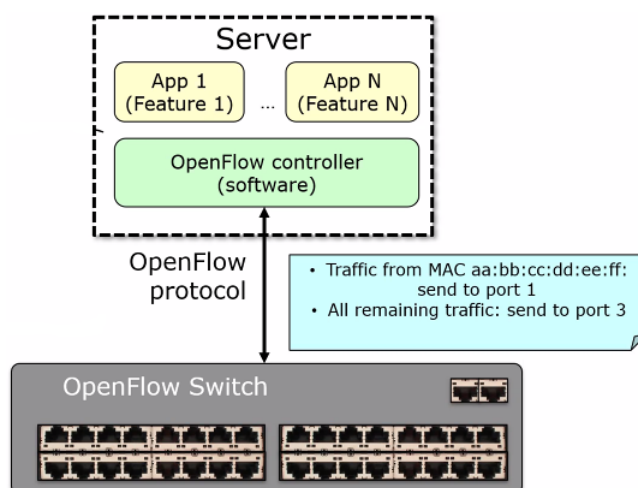 Server
App 1
(Feature 1)
...
App N
(Feature N)
OpenFlow controller
(software)
OpenFlow
protocol
• Traffic from MAC aa:bb:cc:dd:ee:ff:
send to port 1
• All remaining traffic: send to port 3
OpenFlow Switch